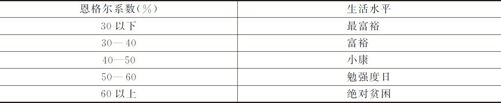 恩格尔系数(%) 生活水平
30以下 最富裕
30—40 富裕
40—50 小康
50—60 勉强度日
60以上 绝对贫困